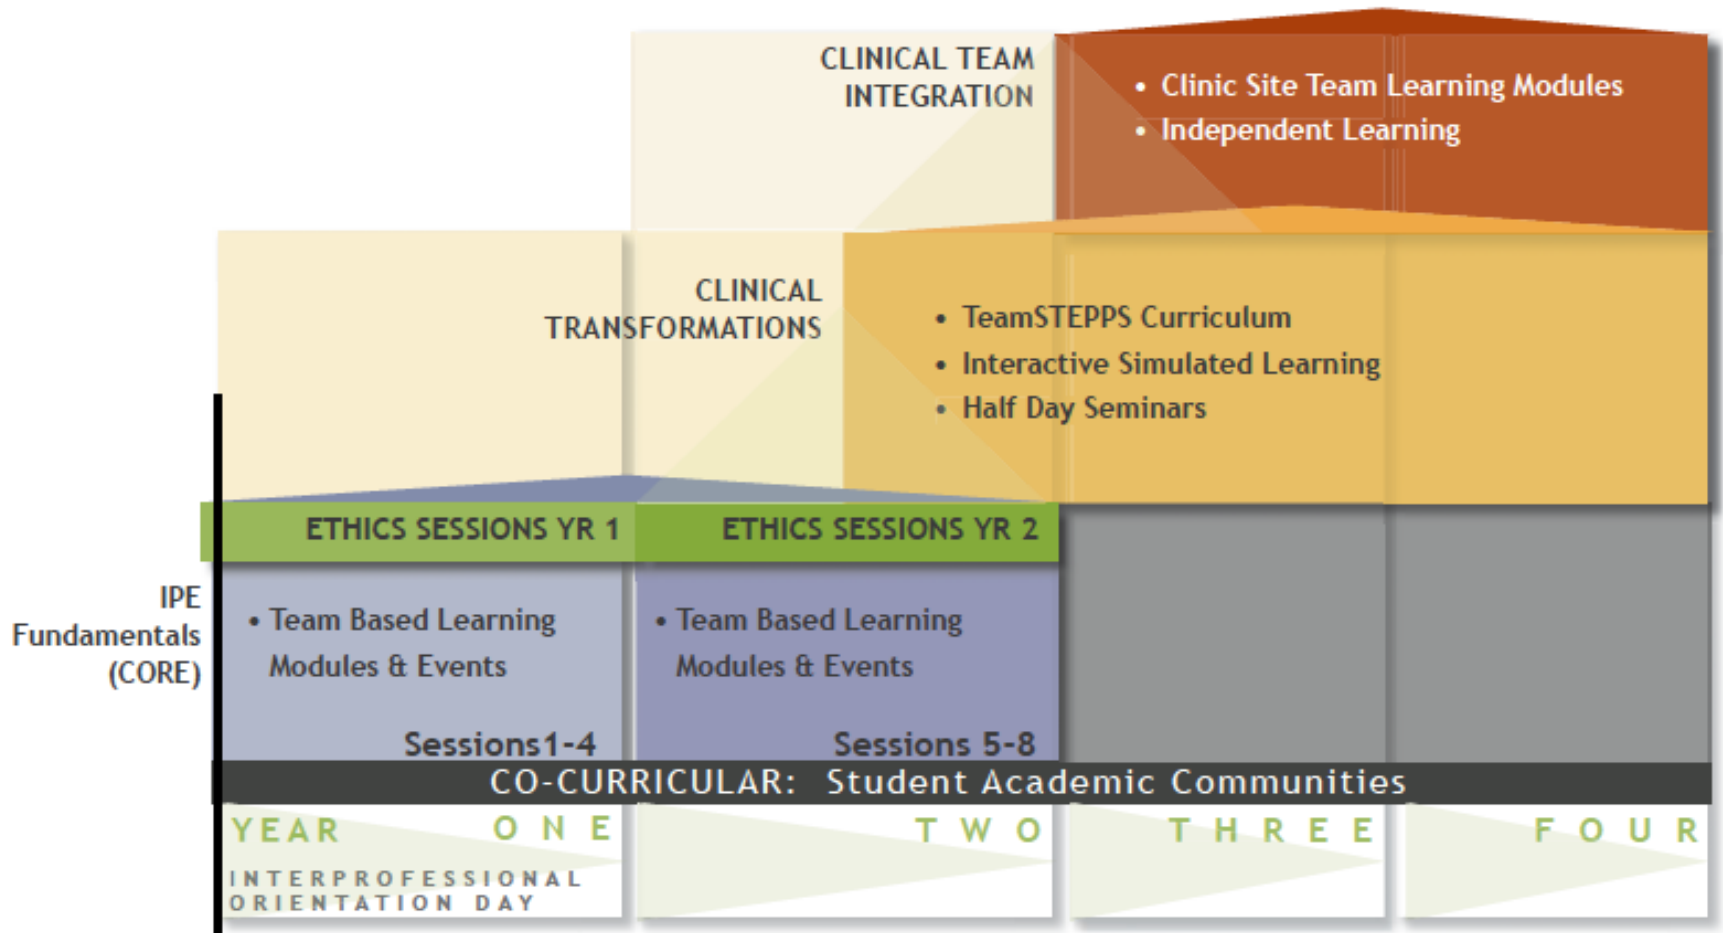 CLINICAL TEAM
INTEGRATION
• Clinic Site Team Learning Modules
• Independent Learning
CLINICAL
TRANSFORMATIONS
• TeamSTEPPS Curriculum
• Interactive Simulated Learning
• Half Day Seminars
ETHICS SESSIONS YR 1
ETHICS SESSIONS YR 2
IPE
Fundamentals
(CORE)
• Team Based Learning
Modules & Events
Sessions1-4
• Team Based Learning
Modules & Events
Sessions 5-8
CO-CURRICULAR: Student Academic Communities
YEAR ONE
TWO
THREE
FOUR
INTERPROFESSIONAL
ORIENTATION DAY